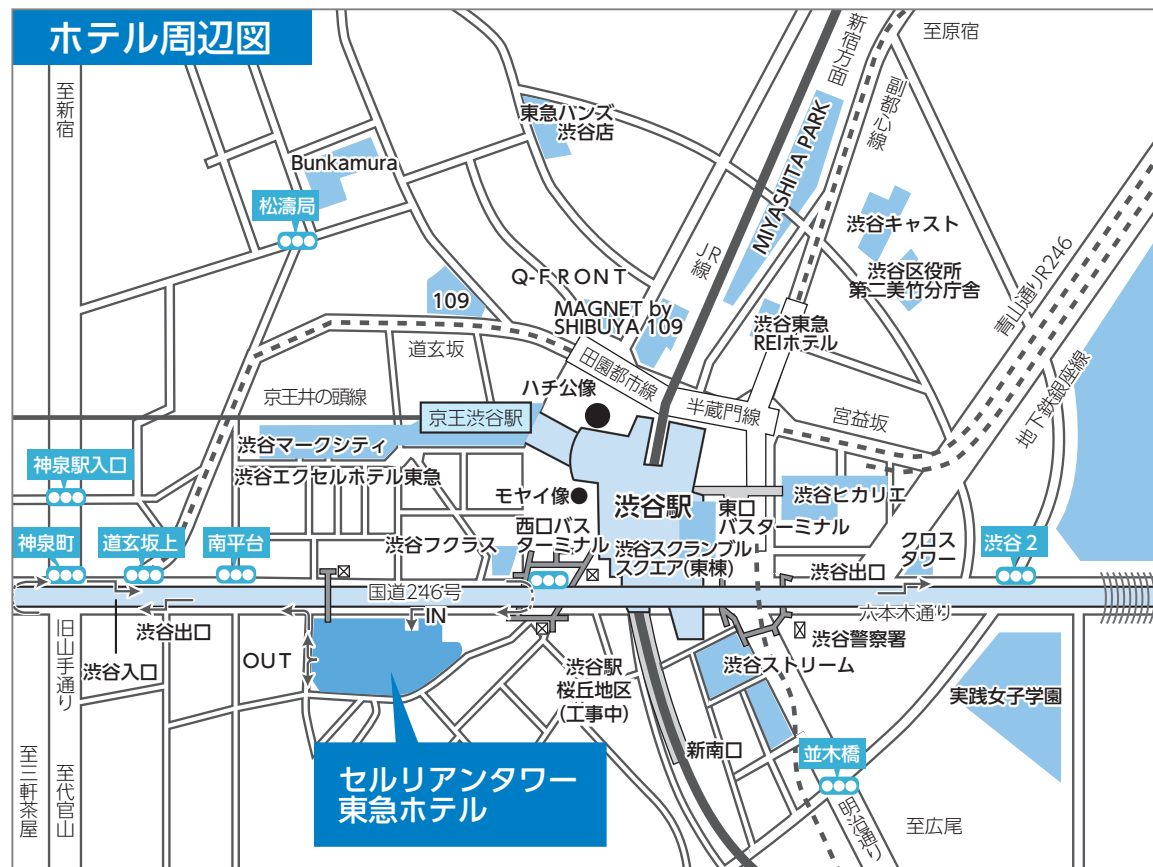 ホテル周辺図
至新宿
新宿方面
至原宿
副都心線
東急ハンズ
渋谷店
MIYASHITA PARK
Bunkamura
松濤局
渋谷キャスト
渋谷区役所
第二美竹分庁舎
青山通りR246
JR線
Q-FRONT
109
MAGNET by
SHIBUYA 109
渋谷東急
REIホテル
道玄坂
田園都市線
地下鉄銀座線
ハチ公像
京王井の頭線
京王渋谷駅
半蔵門線
宮益坂
渋谷マークシティ
神泉駅入口
渋谷エクセルホテル東急
モヤイ像
渋谷駅
東口
バスターミナル
渋谷ヒカリエ
神泉町
道玄坂上
南平台
渋谷フクラス
西口バス
ターミナル
渋谷スクランブル
スクエア(東棟)
クロス
タワー
渋谷2
渋谷出口
国道246号
IN
六本木通り
旧山手通り
渋谷入口
渋谷出口
OUT
渋谷警察署
渋谷駅
桜丘地区
(工事中)
渋谷ストリーム
実践女子学園
新南口
並木橋
至三軒茶屋
至代官山
セルリアンタワー
東急ホテル
明治通り
至広尾